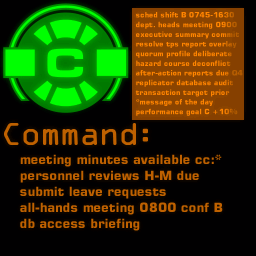 C
sched shift B 0745-1630
dept. heads meeting 0900
executive summary commit
resolve tps report overlay
quorum profile deliberate
hazard course deconflict
after-action reports due 04
replicator database audit
transaction target prior
*message of the day
performance goal C +10%
Command:
meeting minutes available cc:*
personnel reviews H-M due
submit leave requests
all-hands meeting 0800 conf B
db access briefing